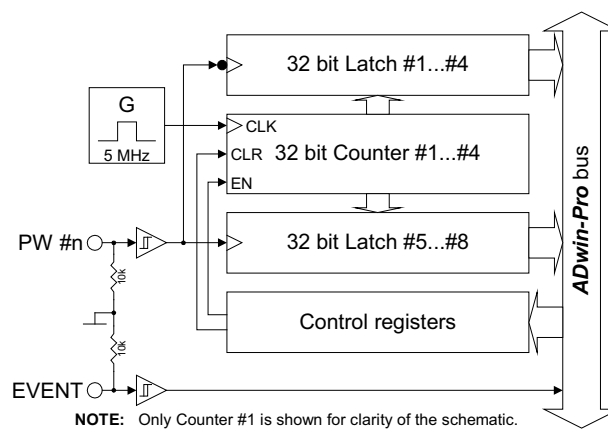 32 bit Latch #1...#4
G
5 MHz
CLK
CLR
EN
32 bit Counter #1...#4
PW #n
32 bit Latch #5...#8
10k
10k
Control registers
EVENT
ADwin-Pro bus
NOTE: Only Counter #1 is shown for clarity of the schematic.